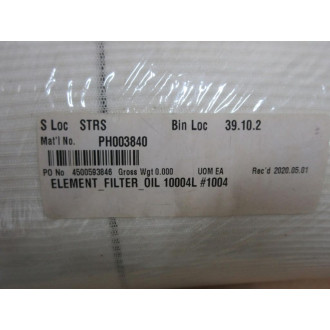 S Loc STRS Bin Loc 39.10.2
Mat'l No. PH003840
PO No 4500593846 Gross Wgt 0.000 UOM EA Rec'd 2020.05.01
ELEMENT_FILTER_OIL 10004L #1004